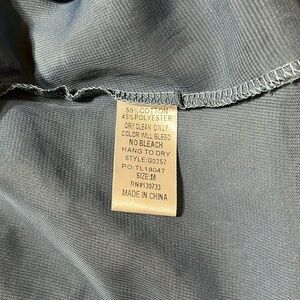 55% COTTON
45% POLYESTER
DRY CLEAN ONLY
COLOR WILL BLEED
NO BLEACH
HANG TO DRY
STYLE:G0257
PO:TL18047
SIZE:M
RN#130733
MADE IN CHINA